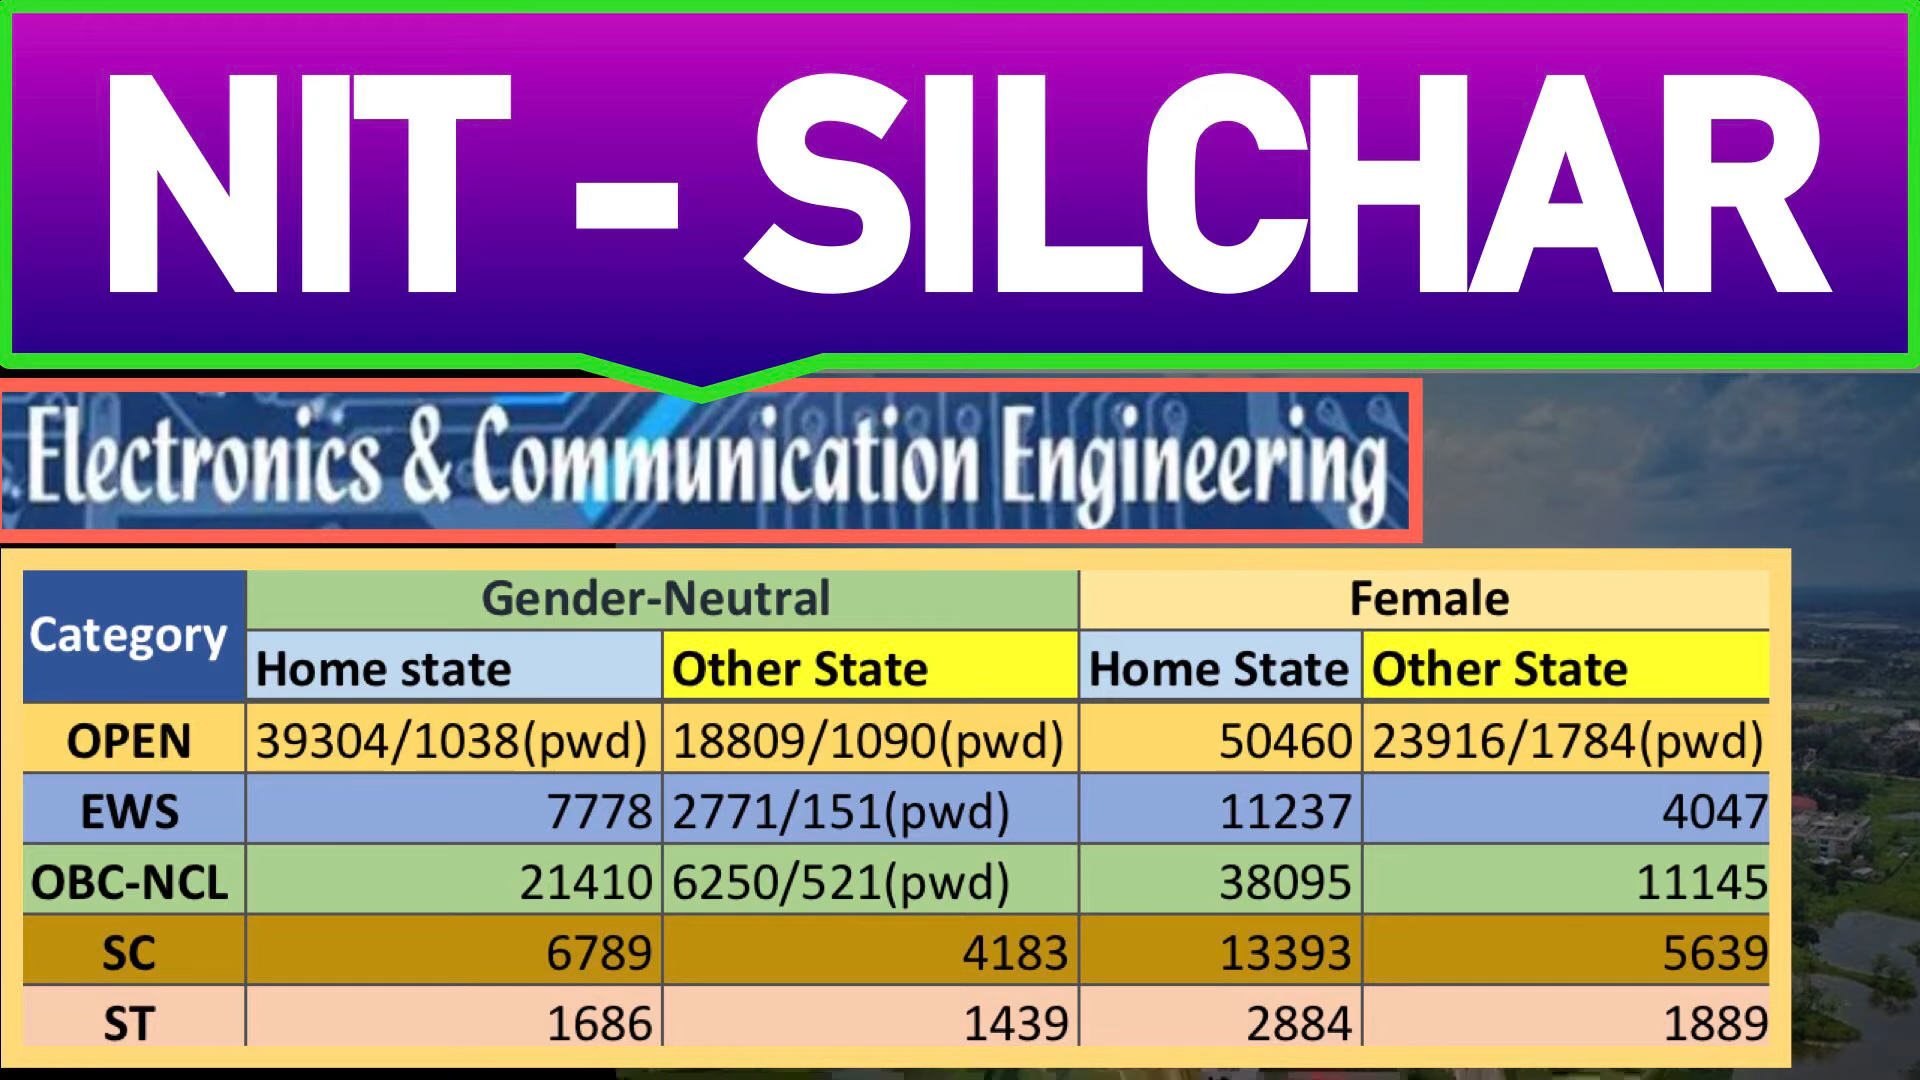 NIT - SILCHAR
Electronics & Communication Engineering
Category Gender-Neutral Female
Home state Other State Home State Other State
OPEN 39304/1038(pwd) 18809/1090(pwd) 50460 23916/1784(pwd)
EWS 7778 2771/151(pwd) 11237 4047
OBC-NCL 21410 6250/521(pwd) 38095 11145
SC 6789 4183 13393 5639
ST 1686 1439 2884 1889